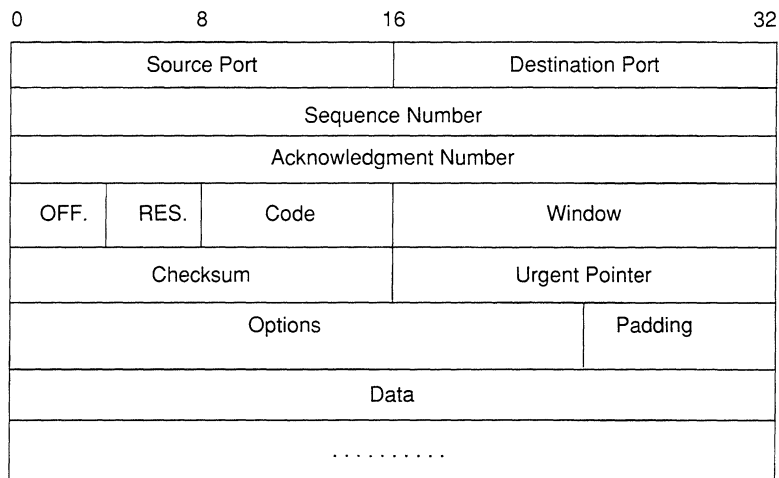 0 8 16 32
Source Port Destination Port
Sequence Number
Acknowledgment Number
OFF. RES. Code Window
Checksum Urgent Pointer
Options Padding
Data
..........